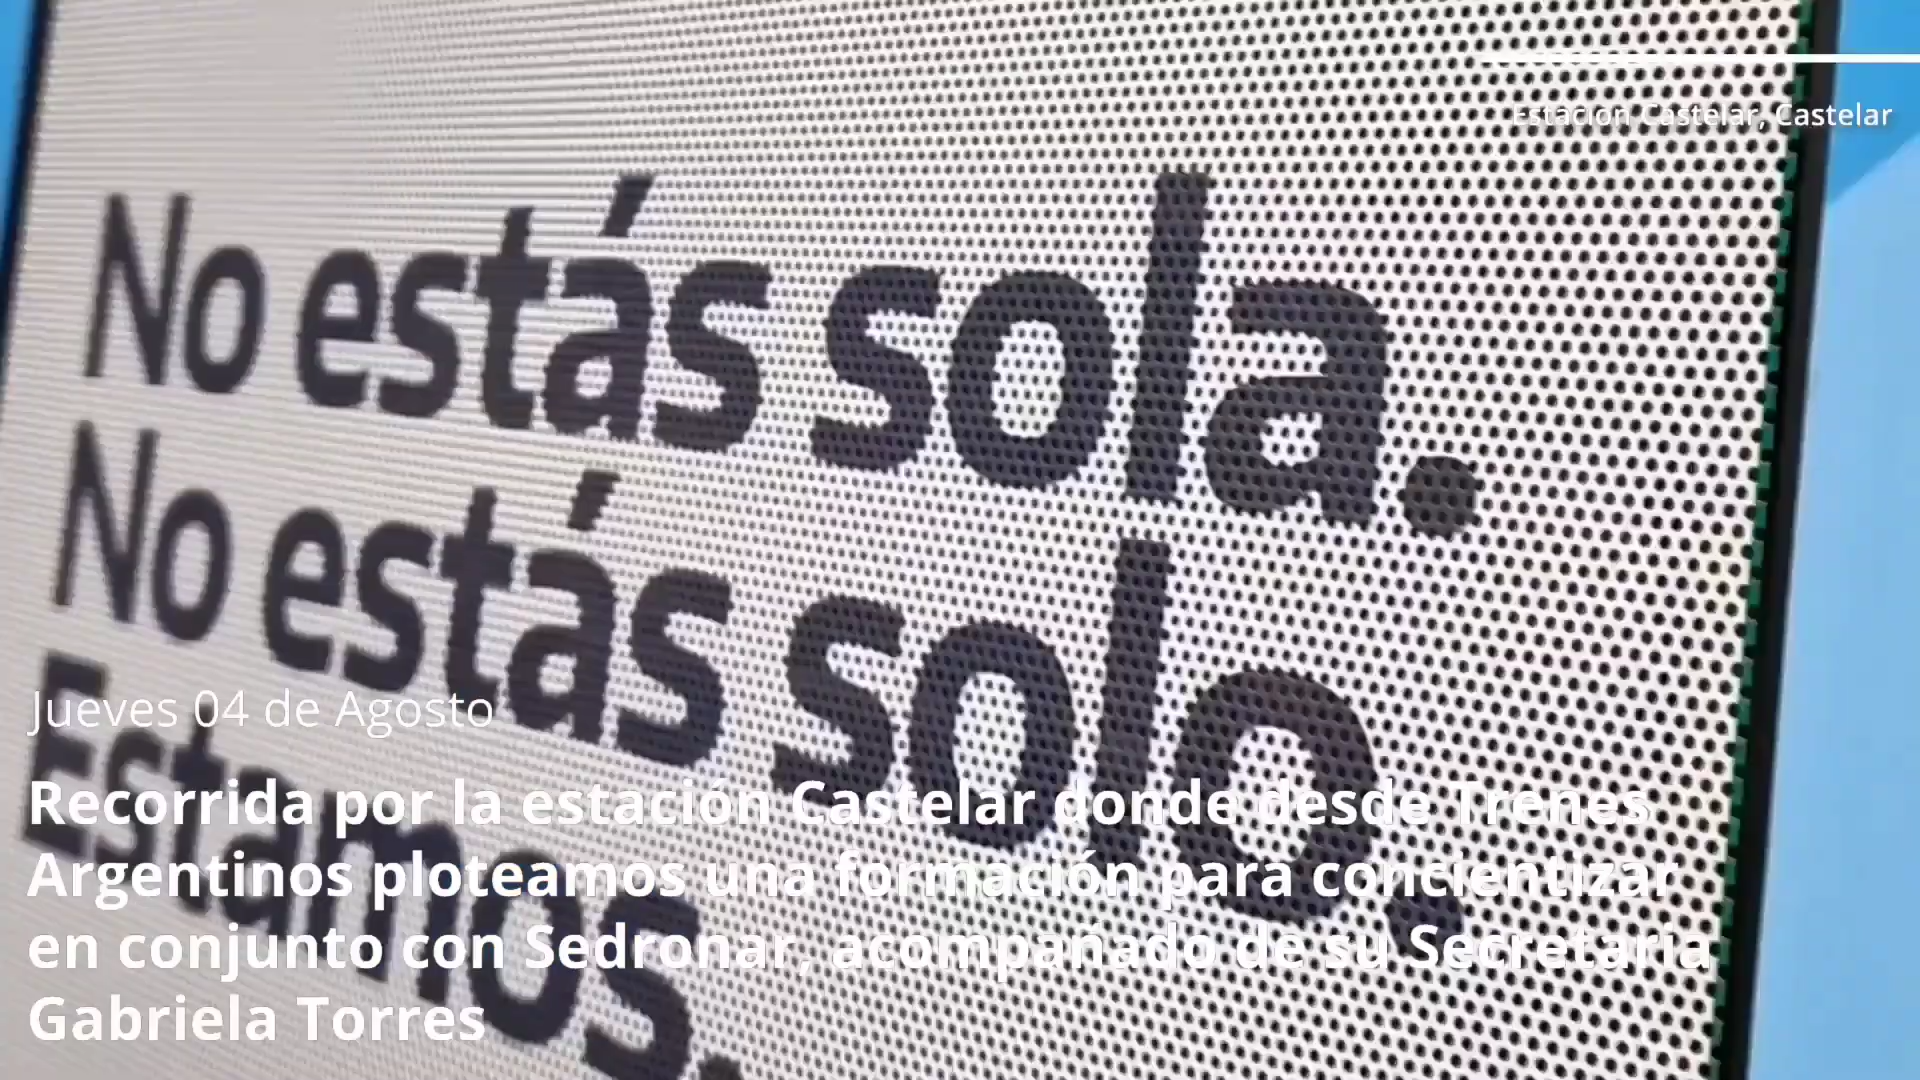 Estación Castelar, Castelar
No estás sola.
No estás solo.
Estamos.
Jueves 04 de Agosto
Recorrida por la estación Castelar donde desde Trenes
Argentinos ploteamos una formación para concientizar
en conjunto con Sedronar, acompañado de su Secretaria
Gabriela Torres